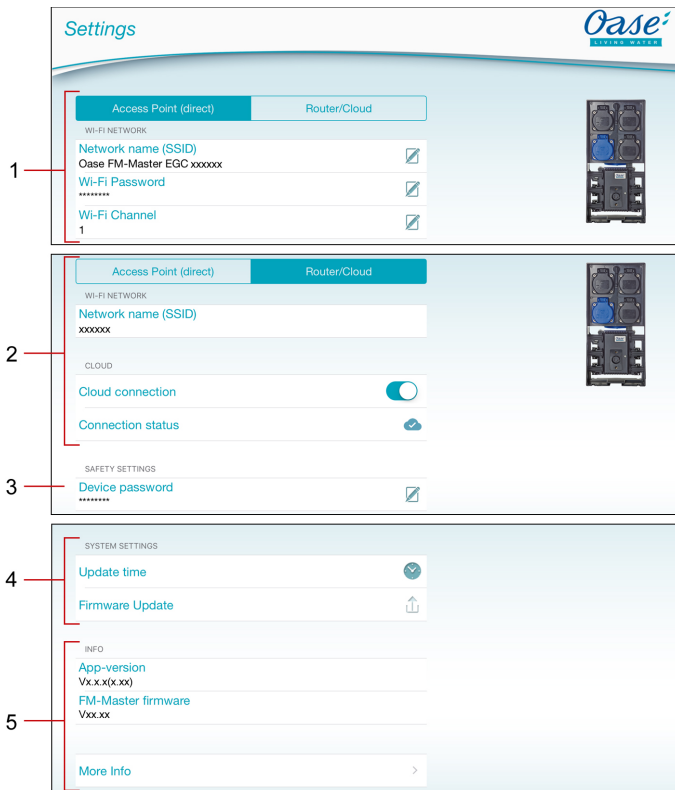 Settings
Oase
LIVING WATER
1
Access Point (direct) Router/Cloud
WI-FI NETWORK
Network name (SSID)
Oase FM-Master EGC xxxxxx
Wi-Fi Password
********
Wi-Fi Channel
1
2
Access Point (direct) Router/Cloud
WI-FI NETWORK
Network name (SSID)
xxxxxx
CLOUD
Cloud connection
Connection status
SAFETY SETTINGS
3
Device password
********
4
SYSTEM SETTINGS
Update time
Firmware Update
5
INFO
App-version
Vx.x.x(x.xx)
FM-Master firmware
Vxx.xx
More Info